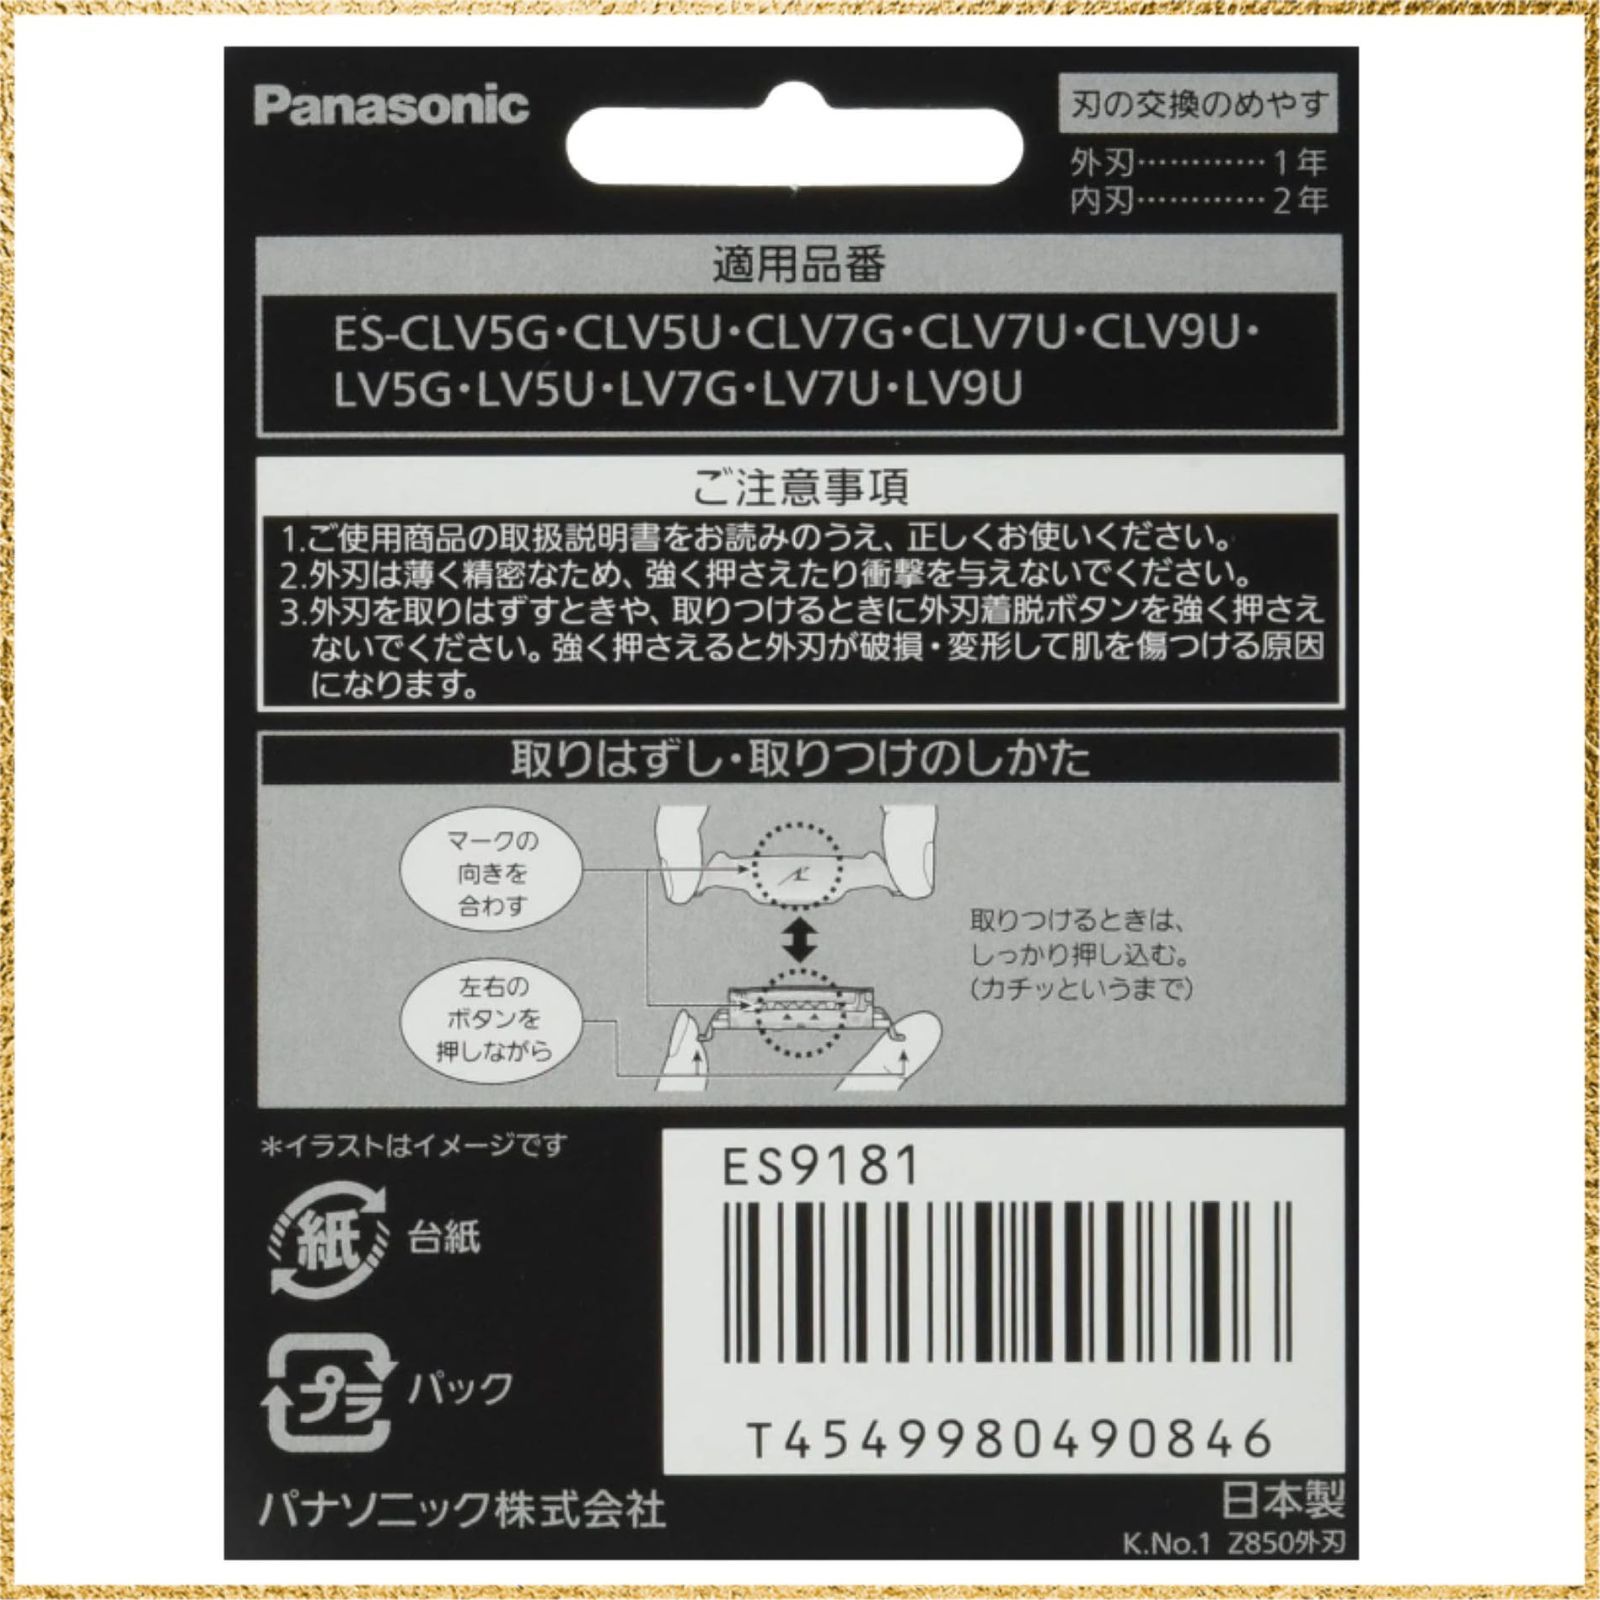 Panasonic
刃の交換のめやす
外刃…………1年
内刃…………2年
適用品番
ES-CLV5G・CLV5U・CLV7G・CLV7U・CLV9U・
LV5G・LV5U・LV7G・LV7U・LV9U
ご注意事項
1.ご使用商品の取扱説明書をお読みのうえ、正しくお使いください。
2.外刃は薄く精密なため、強く押さえたり衝撃を与えないでください。
3.外刃を取りはずすときや、取りつけるときに外刃着脱ボタンを強く押さえ
ないでください。強く押さえると外刃が破損・変形して肌を傷つける原因
になります。
取りはずし・取りつけのしかた
マークの
向きを
合わす
左右の
ボタンを
押しながら
取りつけるときは、
しっかり押し込む。
(カチッというまで)
*イラストはイメージです
紙
台紙
プラ
パック
パナソニック株式会社
ES9181
T4549980490846
日本製
K.No.1 Z850外刃